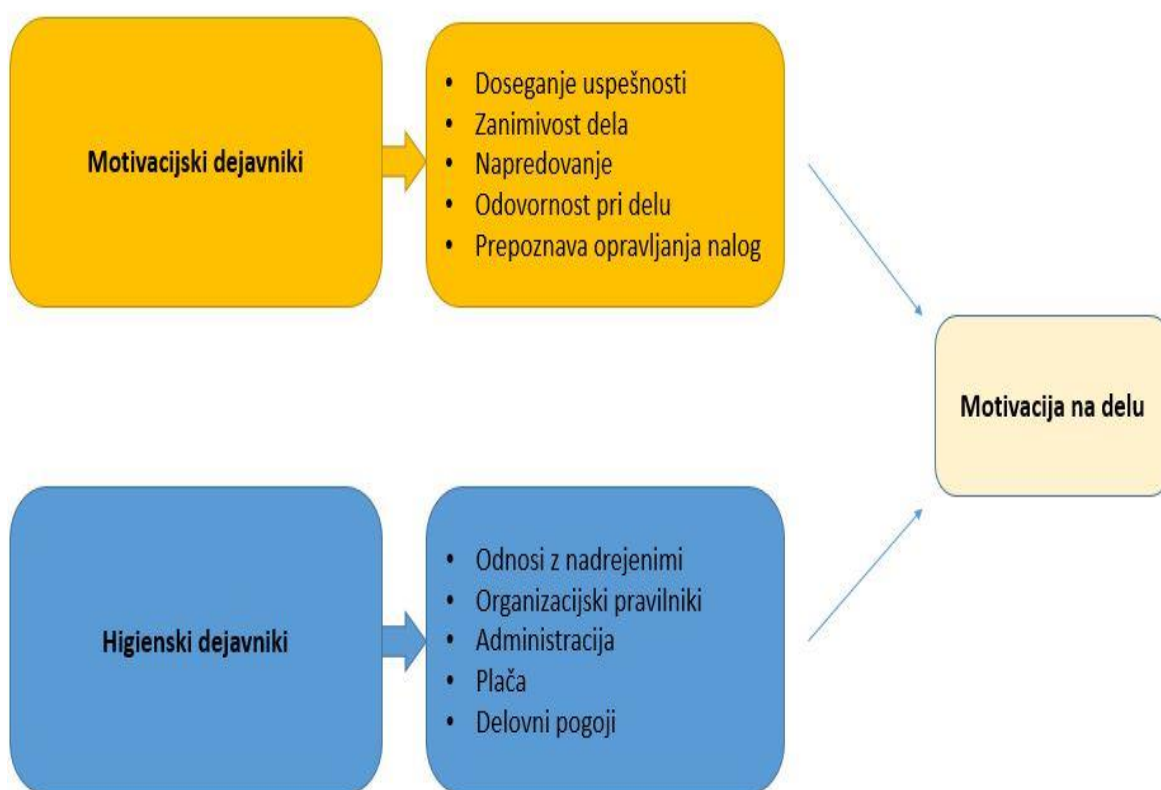 Motivacijski dejavniki
• Doseganje uspešnosti
• Zanimivost dela
• Napredovanje
• Odovornost pri delu
• Prepoznava opravljanja nalog
Motivacija na delu
Higienski dejavniki
• Odnosi z nadrejenimi
• Organizacijski pravilniki
• Administracija
• Plača
• Delovni pogoji